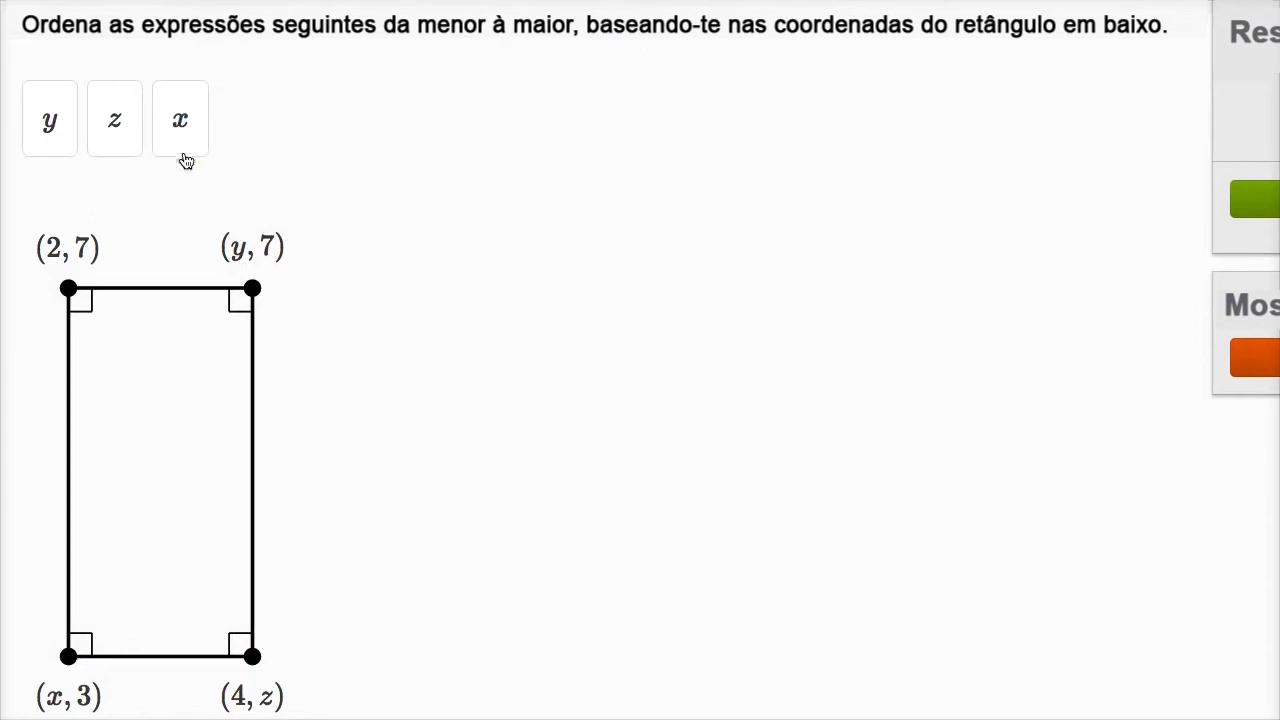 Ordena as expressões seguintes da menor à maior, baseando-te nas coordenadas do retângulo em baixo.
Res
y z x
(2, 7) (y, 7)
Mos
(x, 3) (4, z)